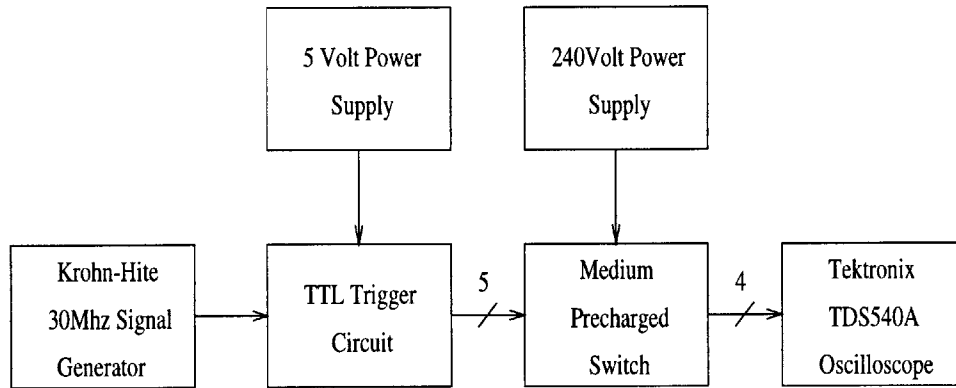 5 Volt Power
Supply
240Volt Power
Supply
Krohn-Hite
30Mhz Signal
Generator
TTL Trigger
Circuit
5
Medium
Precharged
Switch
4
Tektronix
TDS540A
Oscilloscope